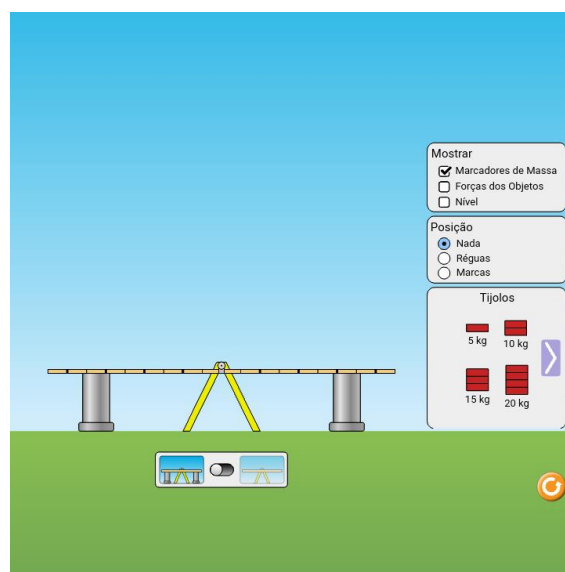 Mostrar
Marcadores de Massa
Forças dos Objetos
Nível
Posição
Nada
Réguas
Marcas
Tijolos
5 kg
10 kg
15 kg
20 kg